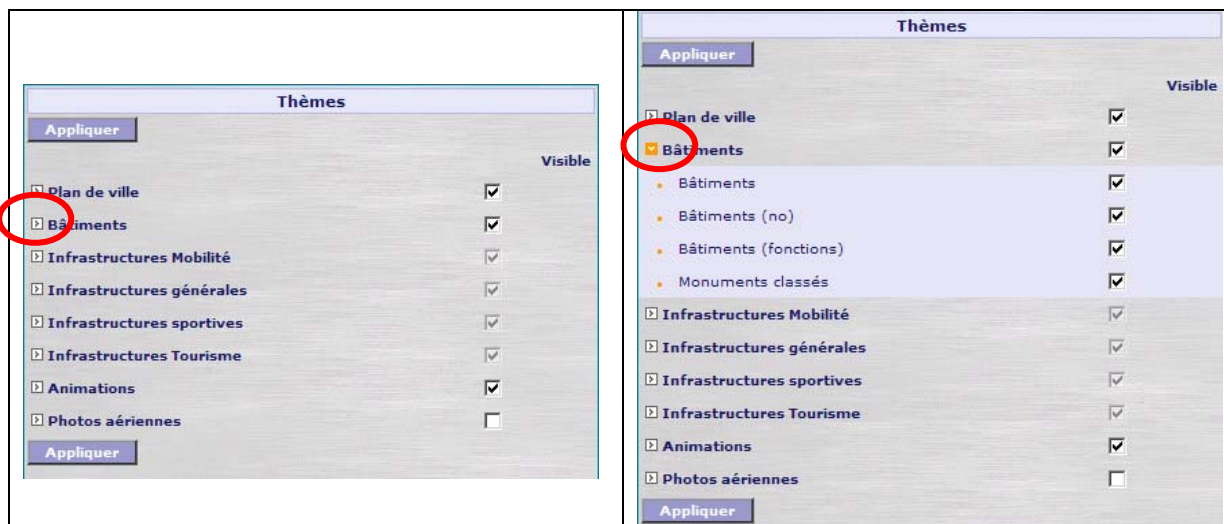 Thèmes
Appliquer
Visible
Plan de ville
Bâtiments
Infrastructures Mobilité
Infrastructures générales
Infrastructures sportives
Infrastructures Tourisme
Animations
Photos aériennes
Appliquer
Thèmes
Appliquer
Visible
Plan de ville
Bâtiments
Bâtiments
Bâtiments (no)
Bâtiments (fonctions)
Monuments classés
Infrastructures Mobilité
Infrastructures générales
Infrastructures sportives
Infrastructures Tourisme
Animations
Photos aériennes
Appliquer